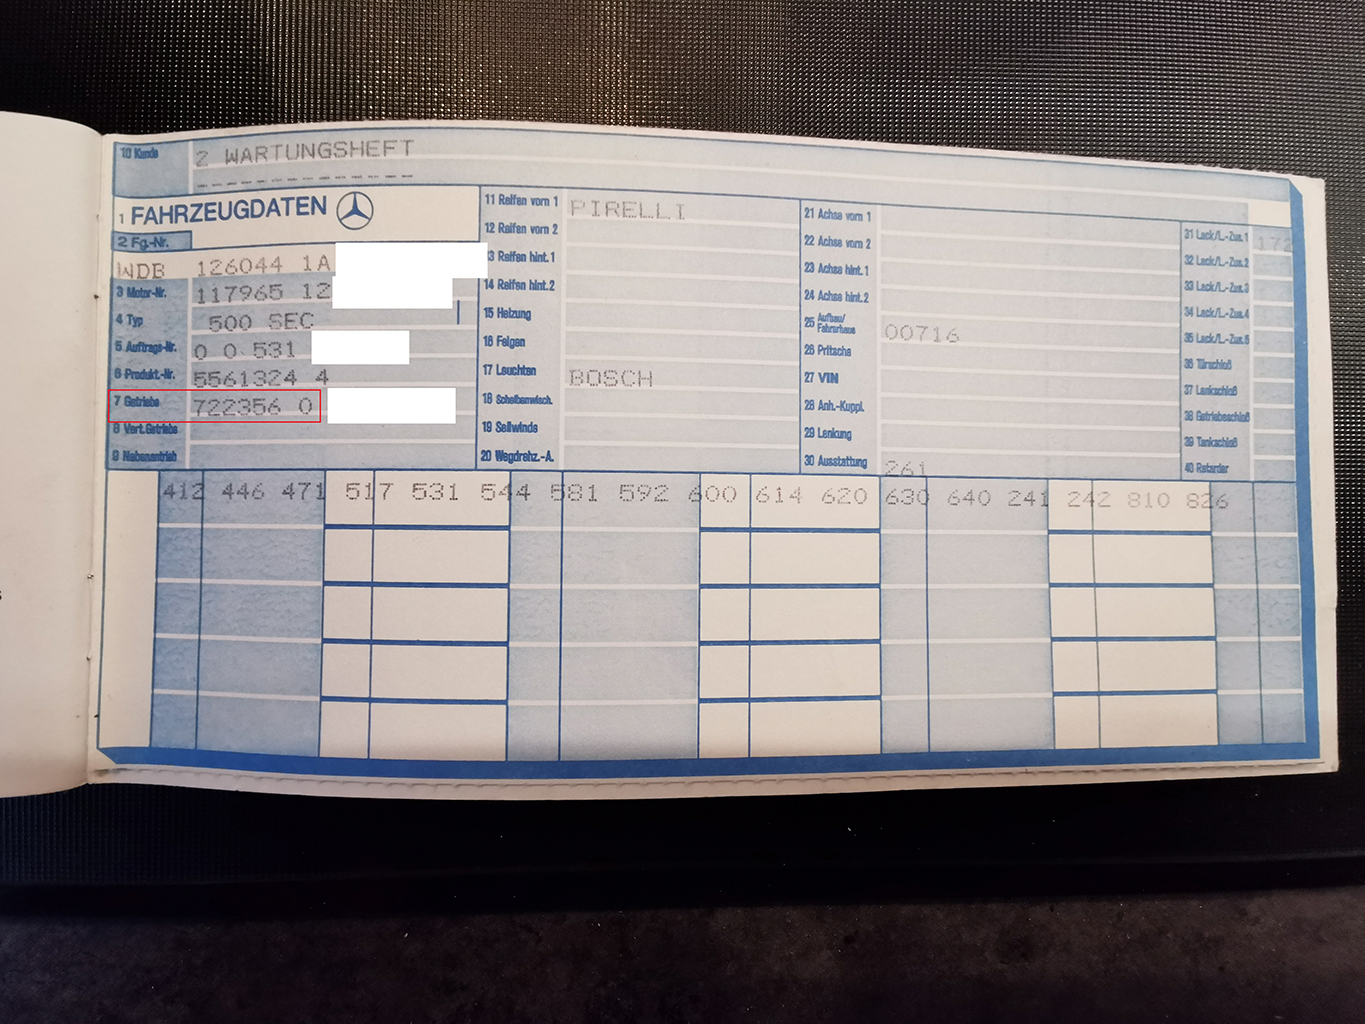 10 Kunde 2 WARTUNGSHEFT
1 FAHRZEUGDATEN
2 Fg.-Nr.
WDB 126044 1A
3 Motor-Nr. 117965 12
4 Typ 500 SEC
5 Auftrags-Nr. 0 0 531
6 Produkt.-Nr. 5561324 4
7 Getriebe 722356 0
8 Vert.Getriebe
9 Nebenantrieb
11 Reifen vorn 1 PIRELLI
12 Reifen vorn 2
3 Reifen hint.1
14 Reifen hint.2
15 Heizung
16 Felgen
17 Leuchten BOSCH
18 Scheibenwisch.
19 Seilwinde
20 Wegdrehz.-A.
21 Achse vorn 1
22 Achse vorn 2
23 Achse hint.1
24 Achse hint.2
25 Aufbau/
Fahrerhaus 00716
26 Pritsche
27 VIN
28 Anh.-Kuppl.
29 Lenkung
30 Ausstattung 261
31 Lack/L.-Zus.1 172
32 Lack/L.-Zus.2
33 Lack/L.-Zus.3
34 Lack/L.-Zus.4
35 Lack/L.-Zus.5
36 Türschloß
37 Lenkschloß
38 Getriebeschloß
39 Tankschloß
40 Retarder
412 446 471 517 531 544 581 592 600 614 620 630 640 241 242 810 826